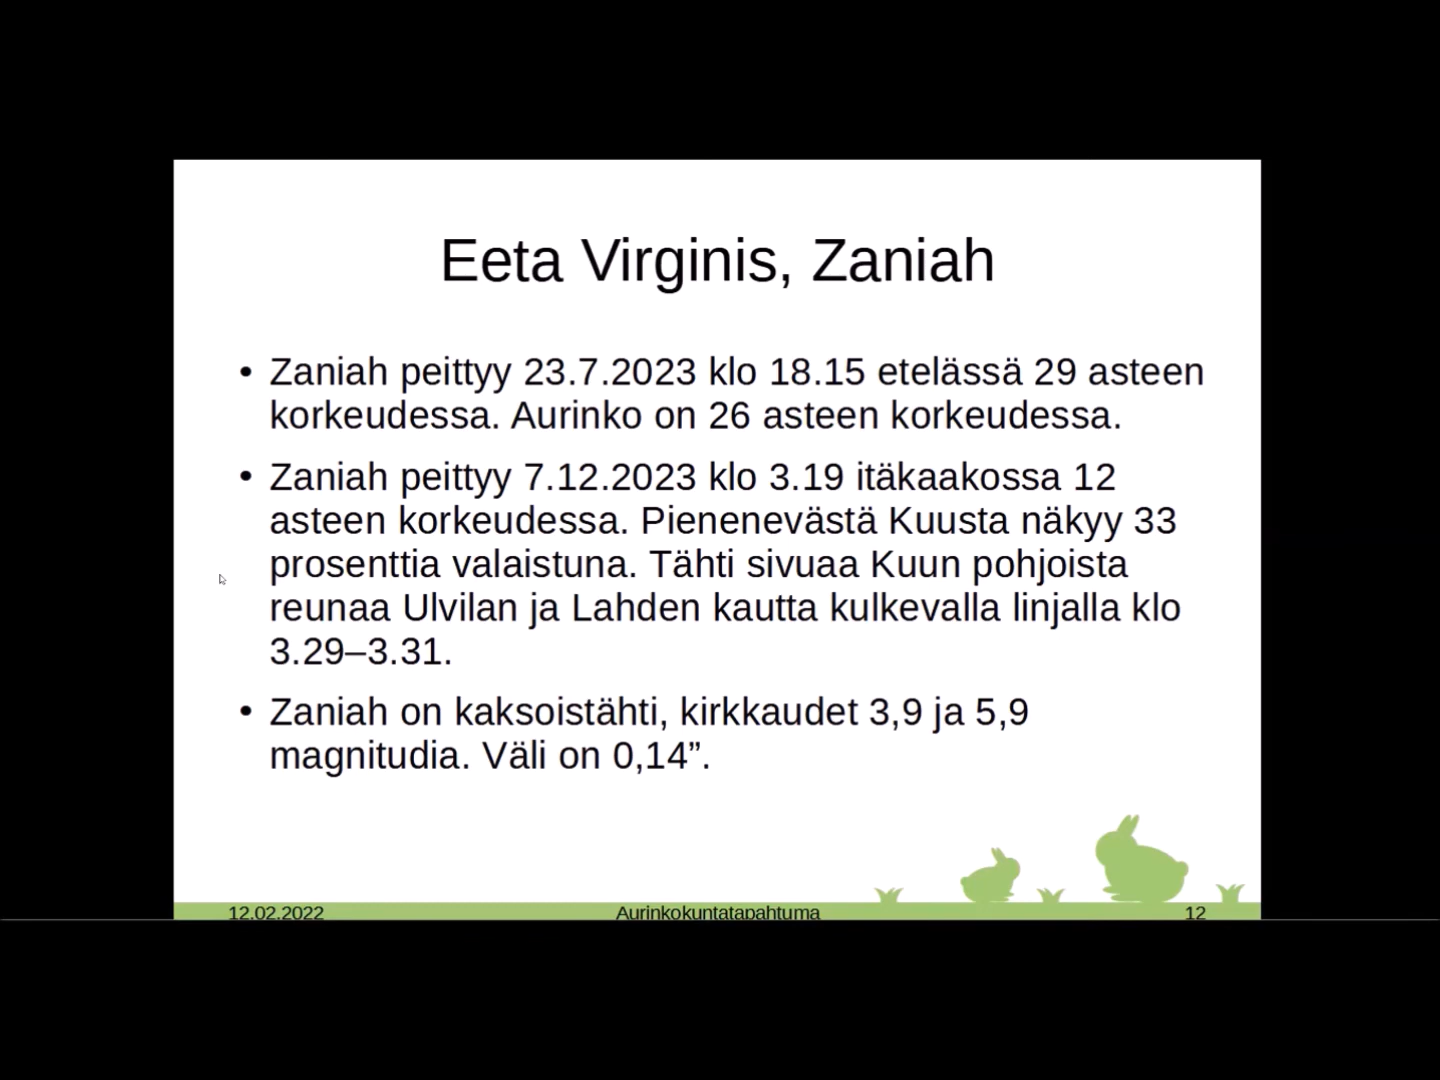 Eeta Virginis, Zaniah
• Zaniah peittyy 23.7.2023 klo 18.15 etelässä 29 asteen
korkeudessa. Aurinko on 26 asteen korkeudessa.
• Zaniah peittyy 7.12.2023 klo 3.19 itäkaakossa 12
asteen korkeudessa. Pienenevästä Kuusta näkyy 33
prosenttia valaistuna. Tähti sivuaa Kuun pohjoista
reunaa Ulvilan ja Lahden kautta kulkevalla linjalla klo
3.29–3.31.
• Zaniah on kaksoistähti, kirkkaudet 3,9 ja 5,9
magnitudia. Väli on 0,14”.
12.02.2022 Aurinkokuntatapahtuma 12